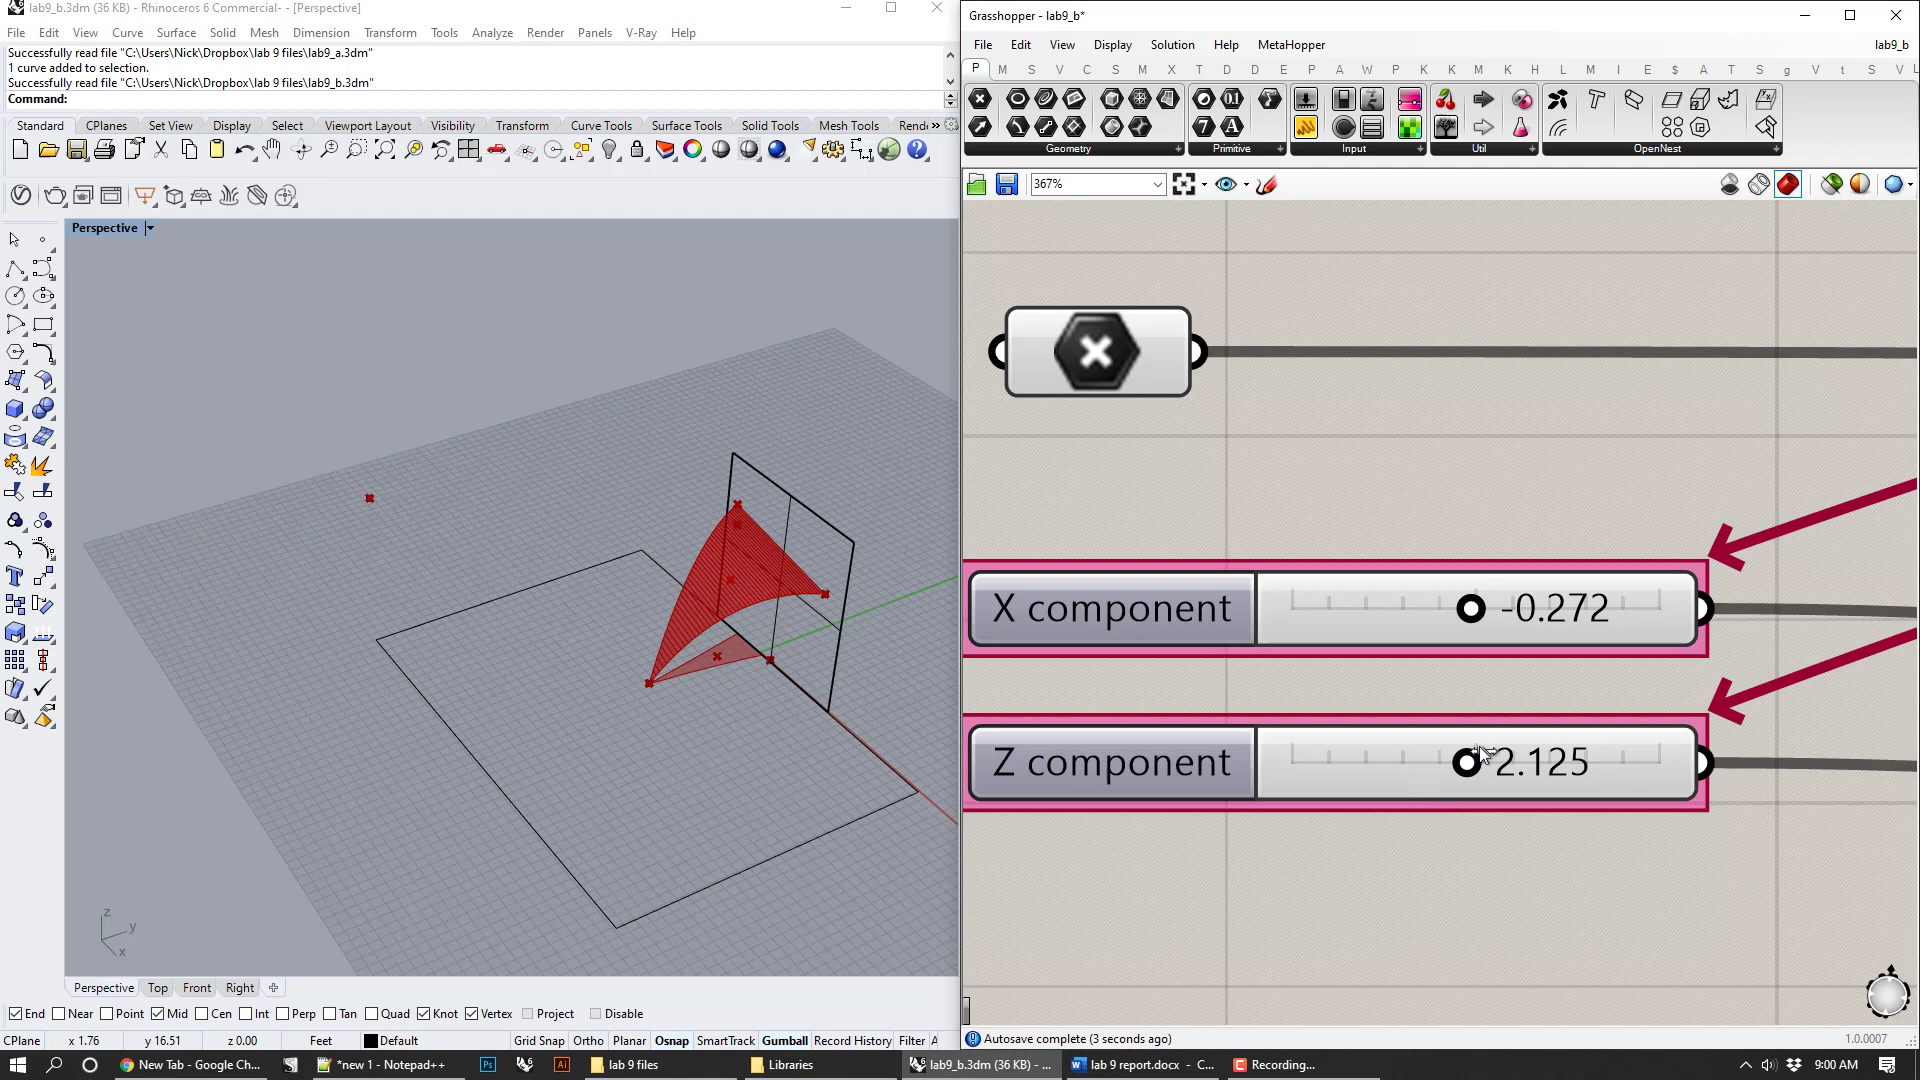 lab9_b.3dm (36 KB) - Rhinoceros 6 Commercial- - [Perspective]
File Edit View Curve Surface Solid Mesh Dimension Transform Tools Analyze Render Panels V-Ray Help
Successfully read file "C:\Users\Nick\Dropbox\lab 9 files\lab9_a.3dm"
1 curve added to selection.
Successfully read file "C:\Users\Nick\Dropbox\lab 9 files\lab9_b.3dm"
Command:
Standard CPlanes Set View Display Select Viewport Layout Visibility Transform Curve Tools Surface Tools Solid Tools Mesh Tools Rend »
Perspective
z
y
x
Perspective Top Front Right
End Near Point Mid Cen Int Perp Tan Quad Knot Vertex Project Disable
CPlane x 1.76 y 16.51 z 0.00 Feet Default Grid Snap Ortho Planar Osnap SmartTrack Gumball Record History Filter A
Grasshopper - lab9_b*
File Edit View Display Solution Help MetaHopper lab9_b
P M S V C S M X T D D E P A W P K K M K H L M I E $ A T S g V t S V L
Geometry Primitive Input Util OpenNest
367%
X component -0.272
Z component 2.125
Autosave complete (3 seconds ago) 1.0.0007
New Tab - Google Ch... *new 1 - Notepad++ Ps Ai lab 9 files Libraries lab9_b.3dm (36 KB) - ... lab 9 report.docx - C... Recording... 9:00 AM